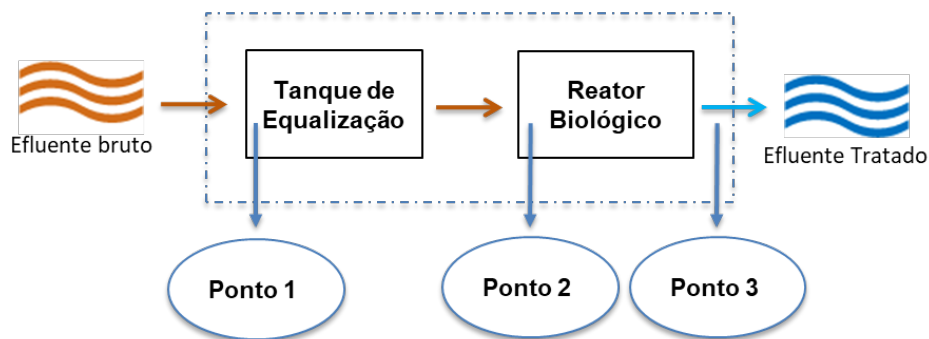 Efluente bruto
Tanque de
Equalização
Reator
Biológico
Efluente Tratado
Ponto 1
Ponto 2
Ponto 3